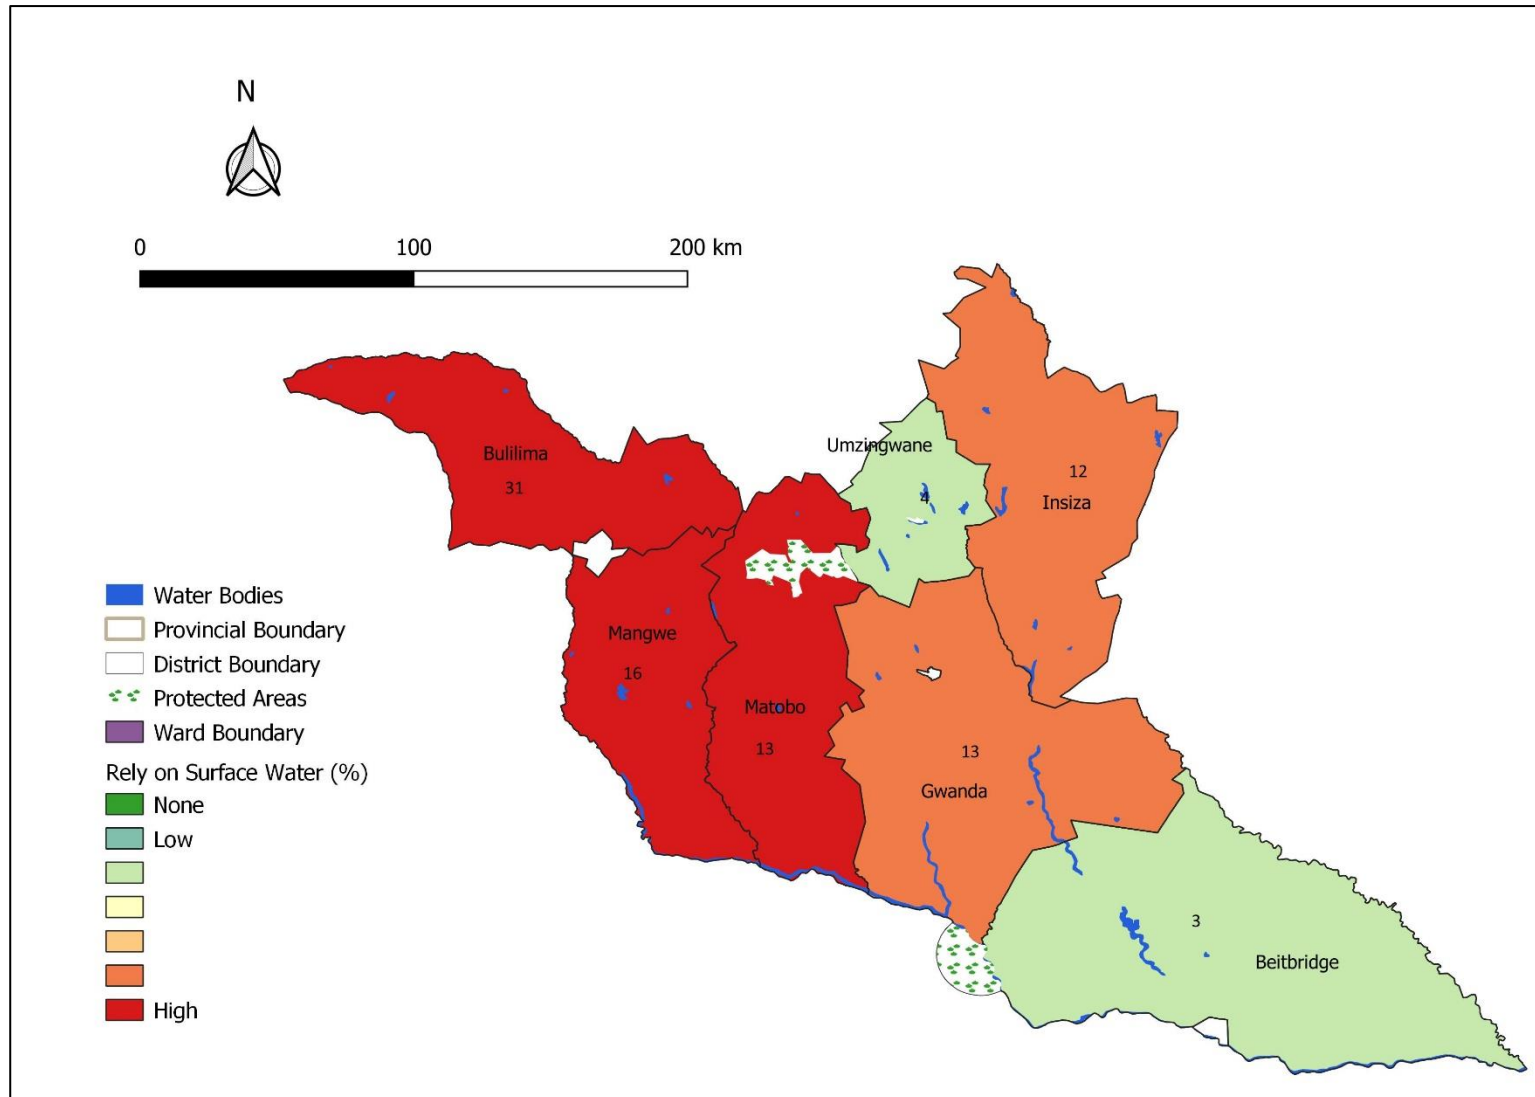 N
0 100 200 km
Bulilima
31
Umzingwane
4
12
Insiza
Mangwe
16
Matobo
13
13
Gwanda
3
Beitbridge
Water Bodies
Provincial Boundary
District Boundary
Protected Areas
Ward Boundary
Rely on Surface Water (%)
None
Low
High